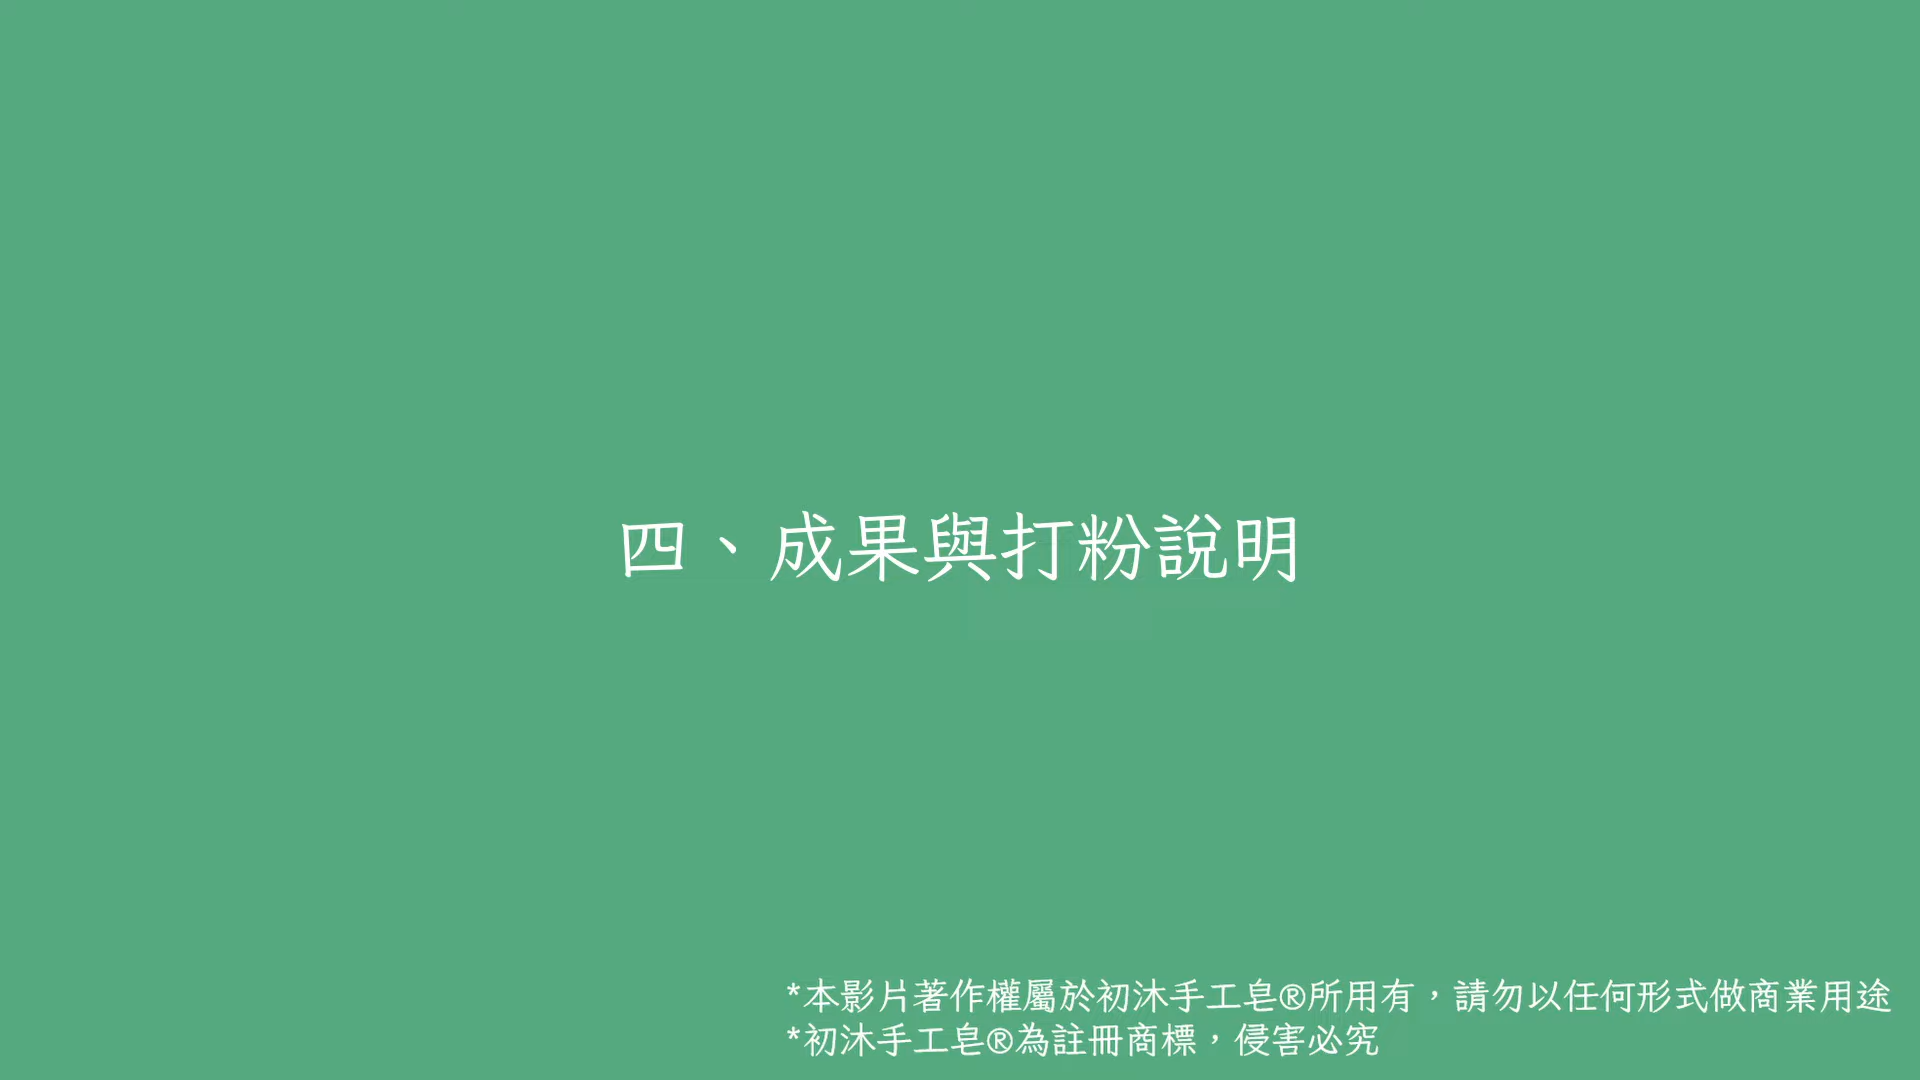 四、成果與打粉說明
*本影片著作權屬於初沐手工皂®所用有，請勿以任何形式做商業用途
*初沐手工皂®為註冊商標，侵害必究